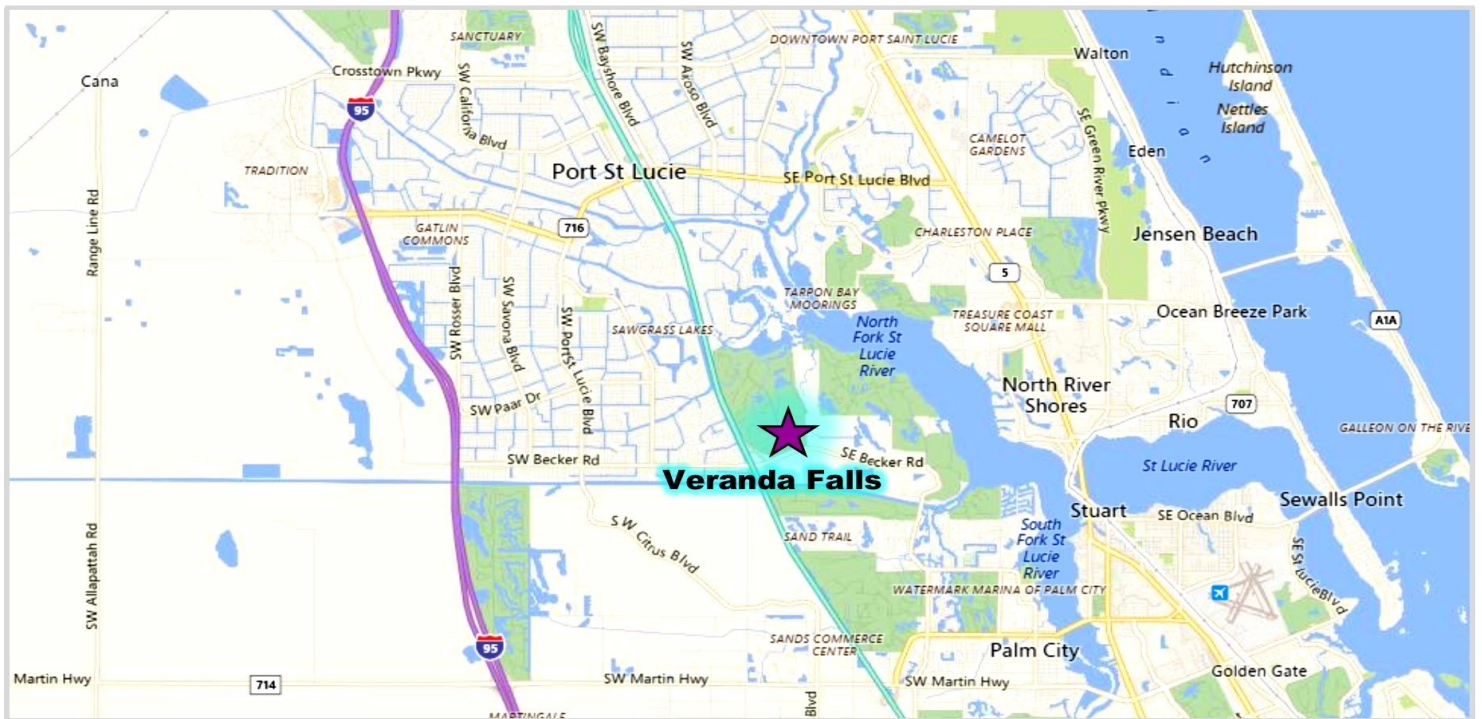 SANCTUARY
DOWNTOWN PORT SAINT LUCIE
Walton
Cana
Crosstown Pkwy
SW California Blvd
SW Bayshore Blvd
SW Airoso Blvd
Hutchinson
Island
Nettles
Island
95
SE Green River Pkwy
CAMELOT
GARDENS
Eden
TRADITION
Port St Lucie
SE Port St Lucie Blvd
Range Line Rd
716
GATLIN
COMMONS
CHARLESTON PLACE
Jensen Beach
5
SW Rosser Blvd
SW Savona Blvd
SW Port St Lucie Blvd
TARPON BAY
MOORINGS
SAWGRASS LAKES
North
Fork St
Lucie
River
TREASURE COAST
SQUARE MALL
Ocean Breeze Park
A1A
SW Paar Dr
North River
Shores
707
Rio
GALLEON ON THE RIVE
SW Becker Rd
SE Becker Rd
Veranda Falls
St Lucie River
Sewalls Point
Stuart
SE Ocean Blvd
SW Citrus Blvd
SAND TRAIL
South
Fork St
Lucie
River
SE St Lucie Blvd
SW Allapattah Rd
WATERMARK MARINA OF PALM CITY
95
SANDS COMMERCE
CENTER
Palm City
Golden Gate
Martin Hwy
714
SW Martin Hwy
SW Martin Hwy
Blvd
MARTINGALE